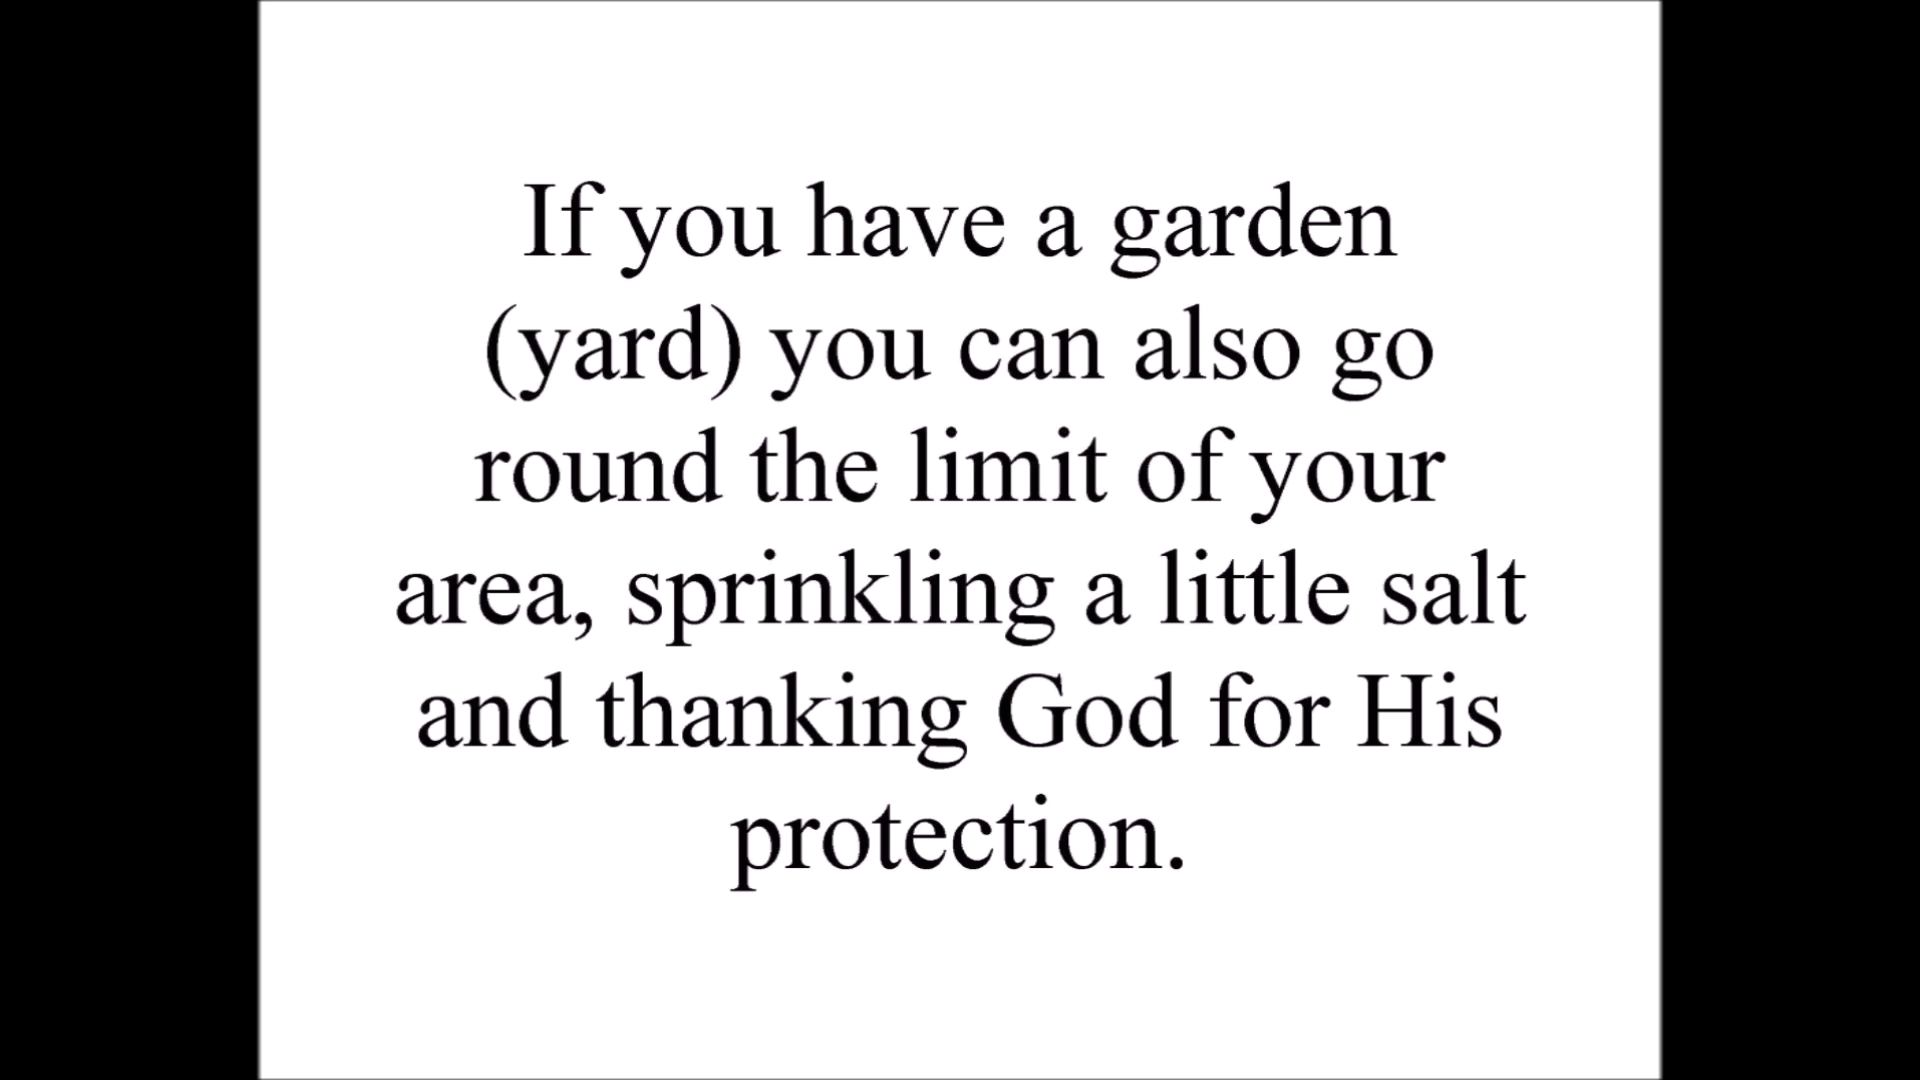 If you have a garden
(yard) you can also go
round the limit of your
area, sprinkling a little salt
and thanking God for His
protection.